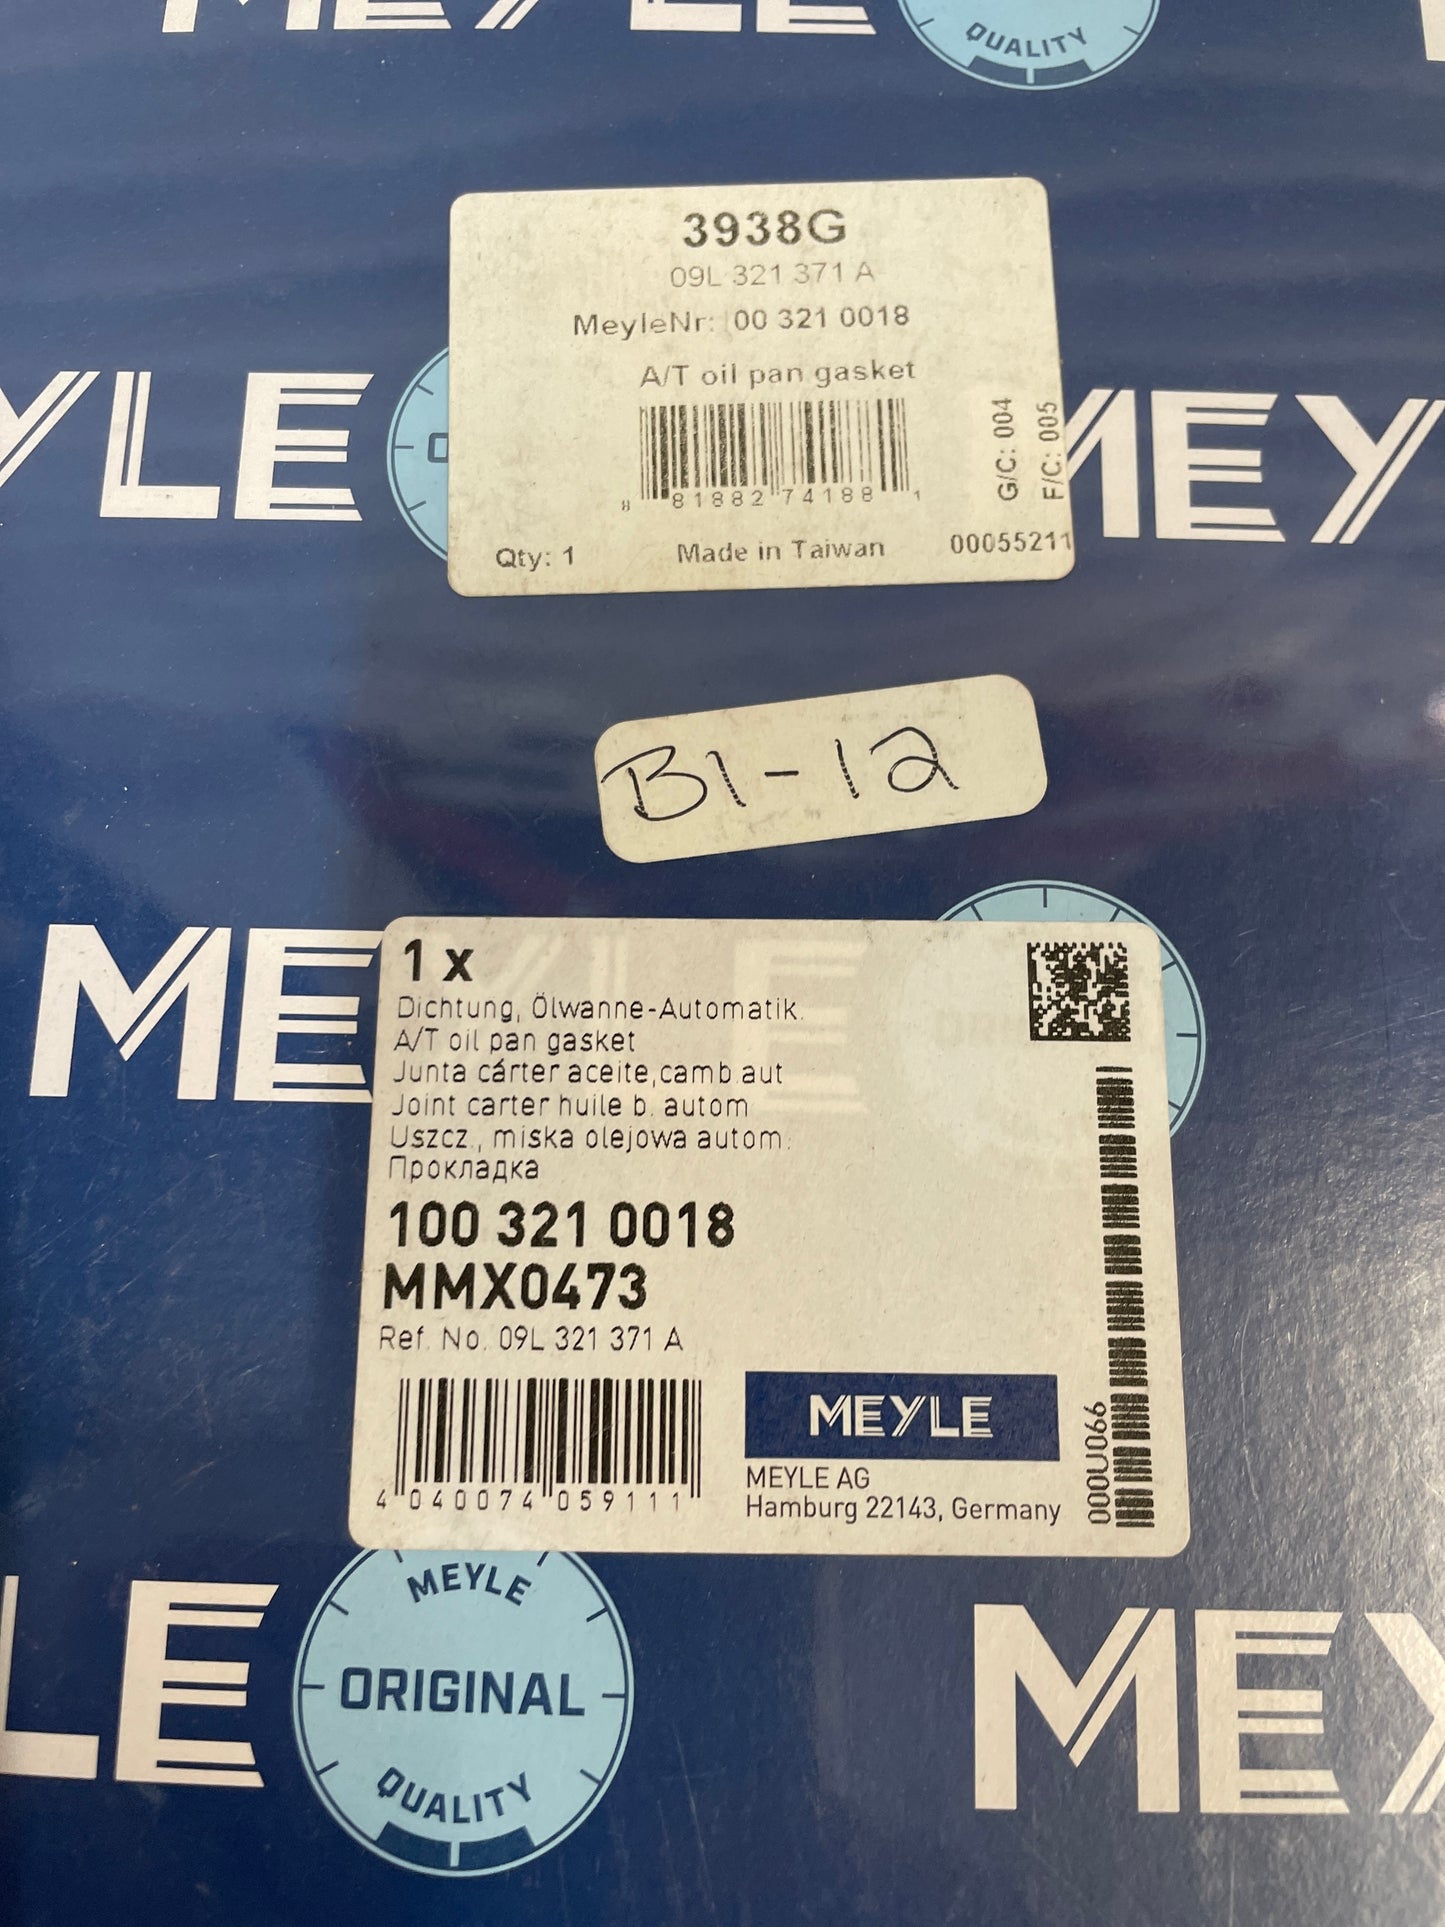 MEYLE
QUALITY
3938G
09L 321 371 A
MeyleNr: 00 321 0018
A/T oil pan gasket
8 81882 74188 1
G/C: 004
F/C: 005
Qty: 1
Made in Taiwan
00055211
YLE
MEY
B1-12
ME
1 x
Dichtung, Ölwanne-Automatik.
A/T oil pan gasket
Junta cárter aceite,camb.aut
Joint carter huile b. autom
Uszcz., miska olejowa autom.
Прокладка
100 321 0018
MMX0473
Ref. No. 09L 321 371 A
4 040074 059111
MEYLE
MEYLE AG
Hamburg 22143, Germany
000U066
LE
MEYLE
ORIGINAL
QUALITY
MEY